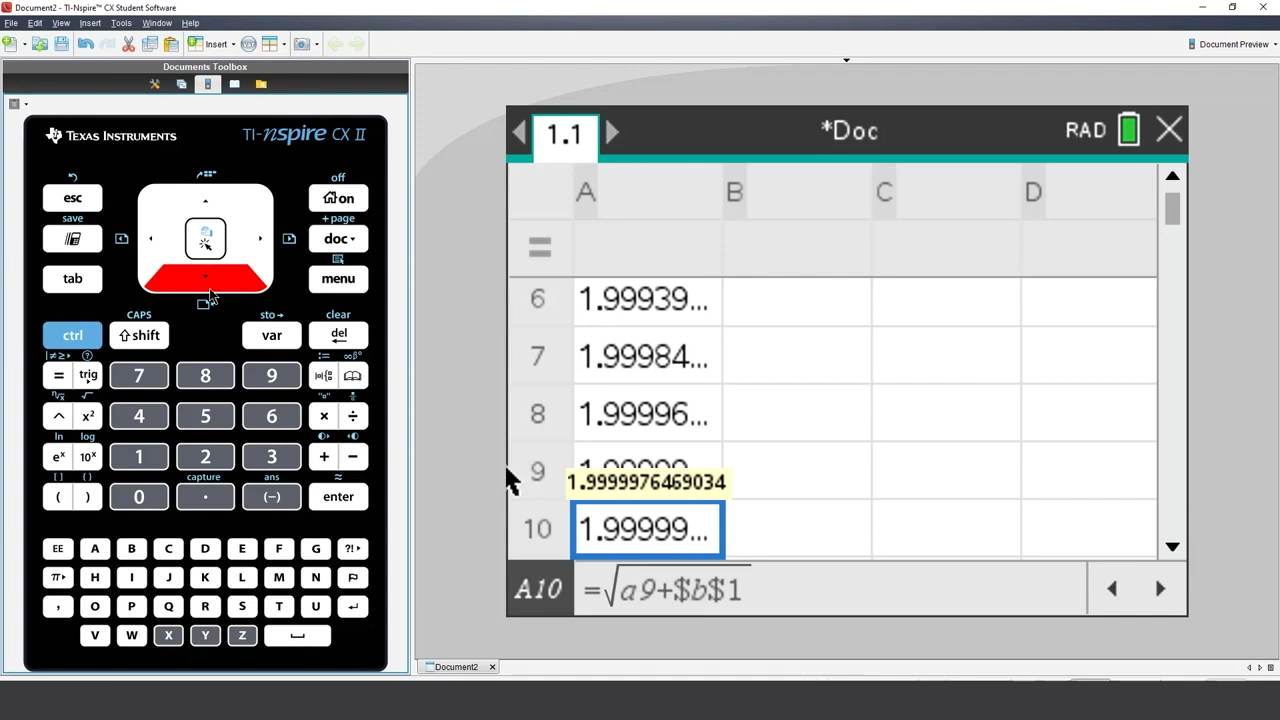 Document2 - TI-Nspire™ CX Student Software
File Edit View Insert Tools Window Help
Insert
Document Preview
Documents Toolbox
TEXAS INSTRUMENTS TI-nspire CX II
off
esc
on
save
+ page
doc
tab
menu
CAPS sto→ clear
ctrl shift var del
= trig 7 8 9
^ x² 4 5 6 × ÷
ln log
eˣ 10ˣ 1 2 3 + −
[ ] { } capture ≈
( ) 0 . (−) enter
EE A B C D E F G ?!
π H I J K L M N
, O P Q R S T U
V W X Y Z
1.1 *Doc RAD
A B C D
=
6 1.99939...
7 1.99984...
8 1.99996...
9
1.9999976469034
10 1.99999...
A10 =√a9+$b$1
Document2